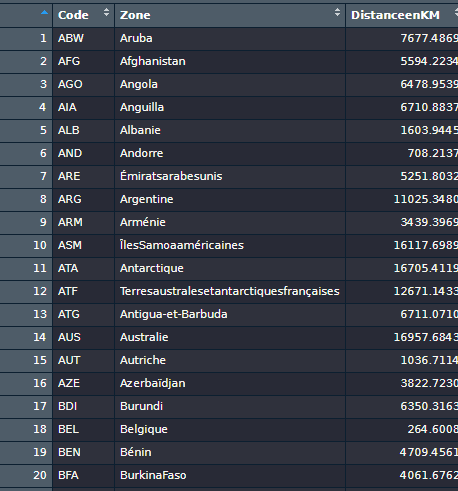 Code Zone DistanceenKM
1 ABW Aruba 7677.4869
2 AFG Afghanistan 5594.2234
3 AGO Angola 6478.9539
4 AIA Anguilla 6710.8837
5 ALB Albanie 1603.9445
6 AND Andorre 708.2137
7 ARE Émiratsarabesunis 5251.8032
8 ARG Argentine 11025.3480
9 ARM Arménie 3439.3969
10 ASM ÎlesSamoaaméricaines 16117.6989
11 ATA Antarctique 16705.4119
12 ATF Terresaustralesetantarctiquesfrançaises 12671.1433
13 ATG Antigua-et-Barbuda 6711.0710
14 AUS Australie 16957.6843
15 AUT Autriche 1036.7114
16 AZE Azerbaïdjan 3822.7230
17 BDI Burundi 6350.3163
18 BEL Belgique 264.6008
19 BEN Bénin 4709.4561
20 BFA BurkinaFaso 4061.6762